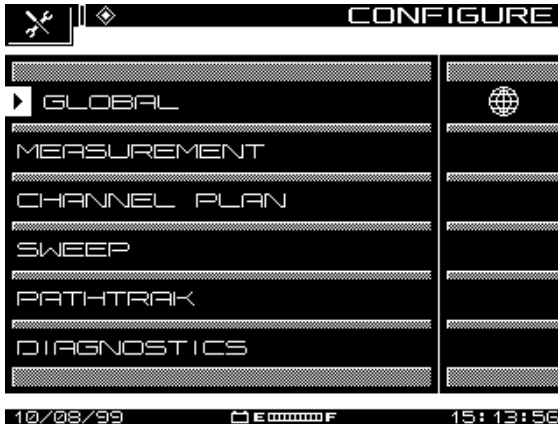 CONFIGURE
GLOBAL
MEASUREMENT
CHANNEL PLAN
SWEEP
PATHTRAK
DIAGNOSTICS
10/08/99 E F 15:13:56